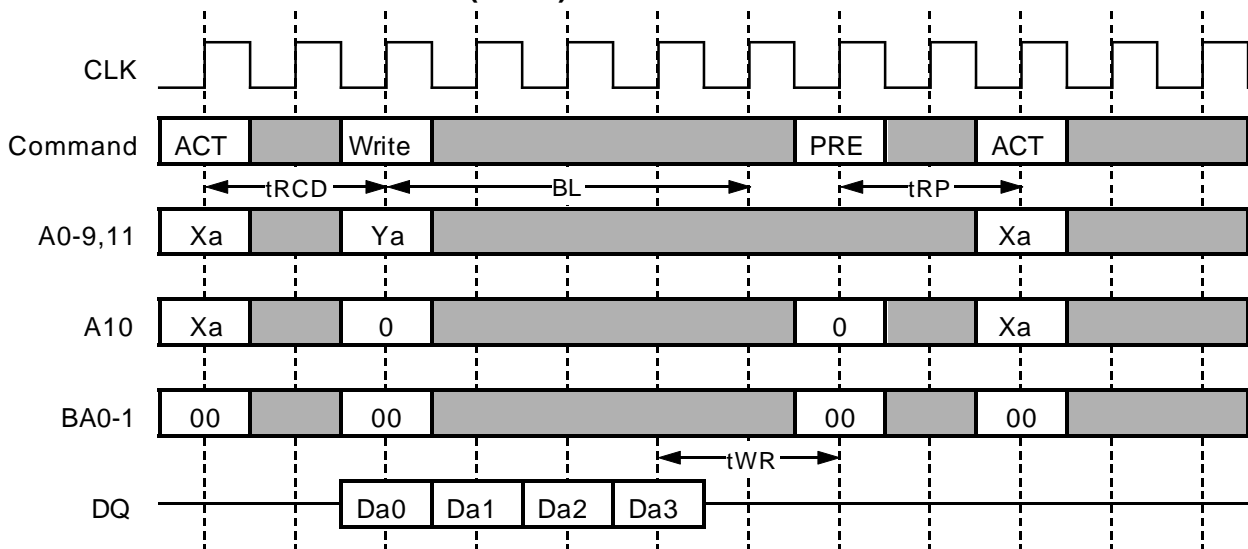 CLK
Command ACT Write PRE ACT
tRCD BL tRP
A0-9,11 Xa Ya Xa
A10 Xa 0 0 Xa
BA0-1 00 00 00 00
tWR
DQ Da0 Da1 Da2 Da3